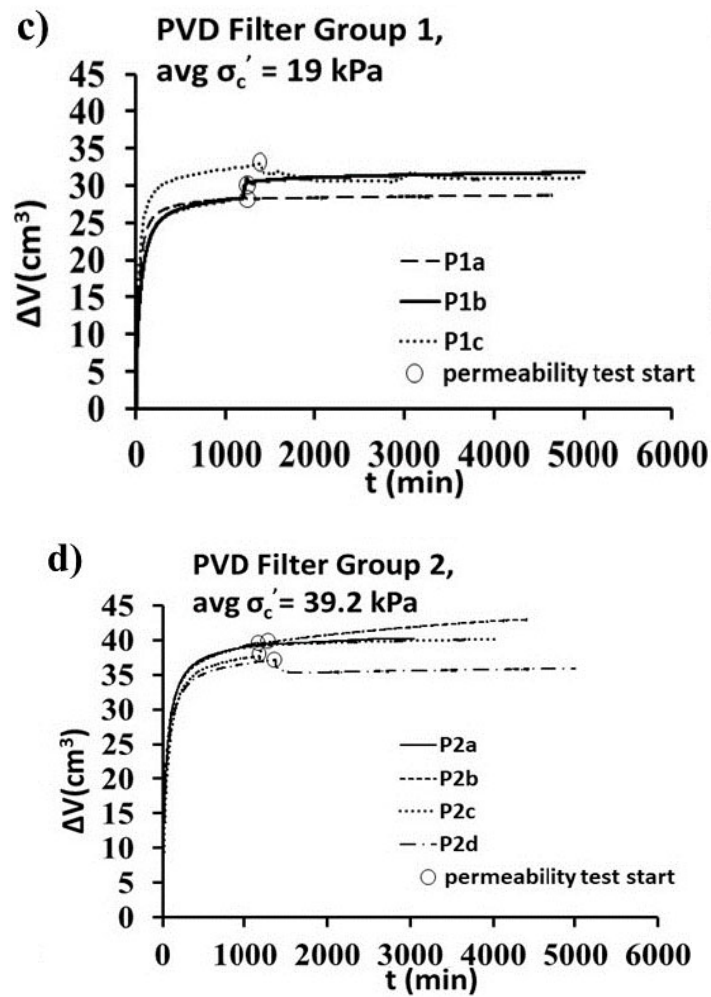 c)
PVD Filter Group 1,
avg σc′ = 19 kPa
45
40
35
30
25
20
15
10
5
0
ΔV(cm³)
P1a
P1b
P1c
permeability test start
0 1000 2000 3000 4000 5000 6000
t (min)
d)
PVD Filter Group 2,
avg σc′= 39.2 kPa
45
40
35
30
25
20
15
10
5
0
ΔV(cm³)
P2a
P2b
P2c
P2d
permeability test start
0 1000 2000 3000 4000 5000 6000
t (min)